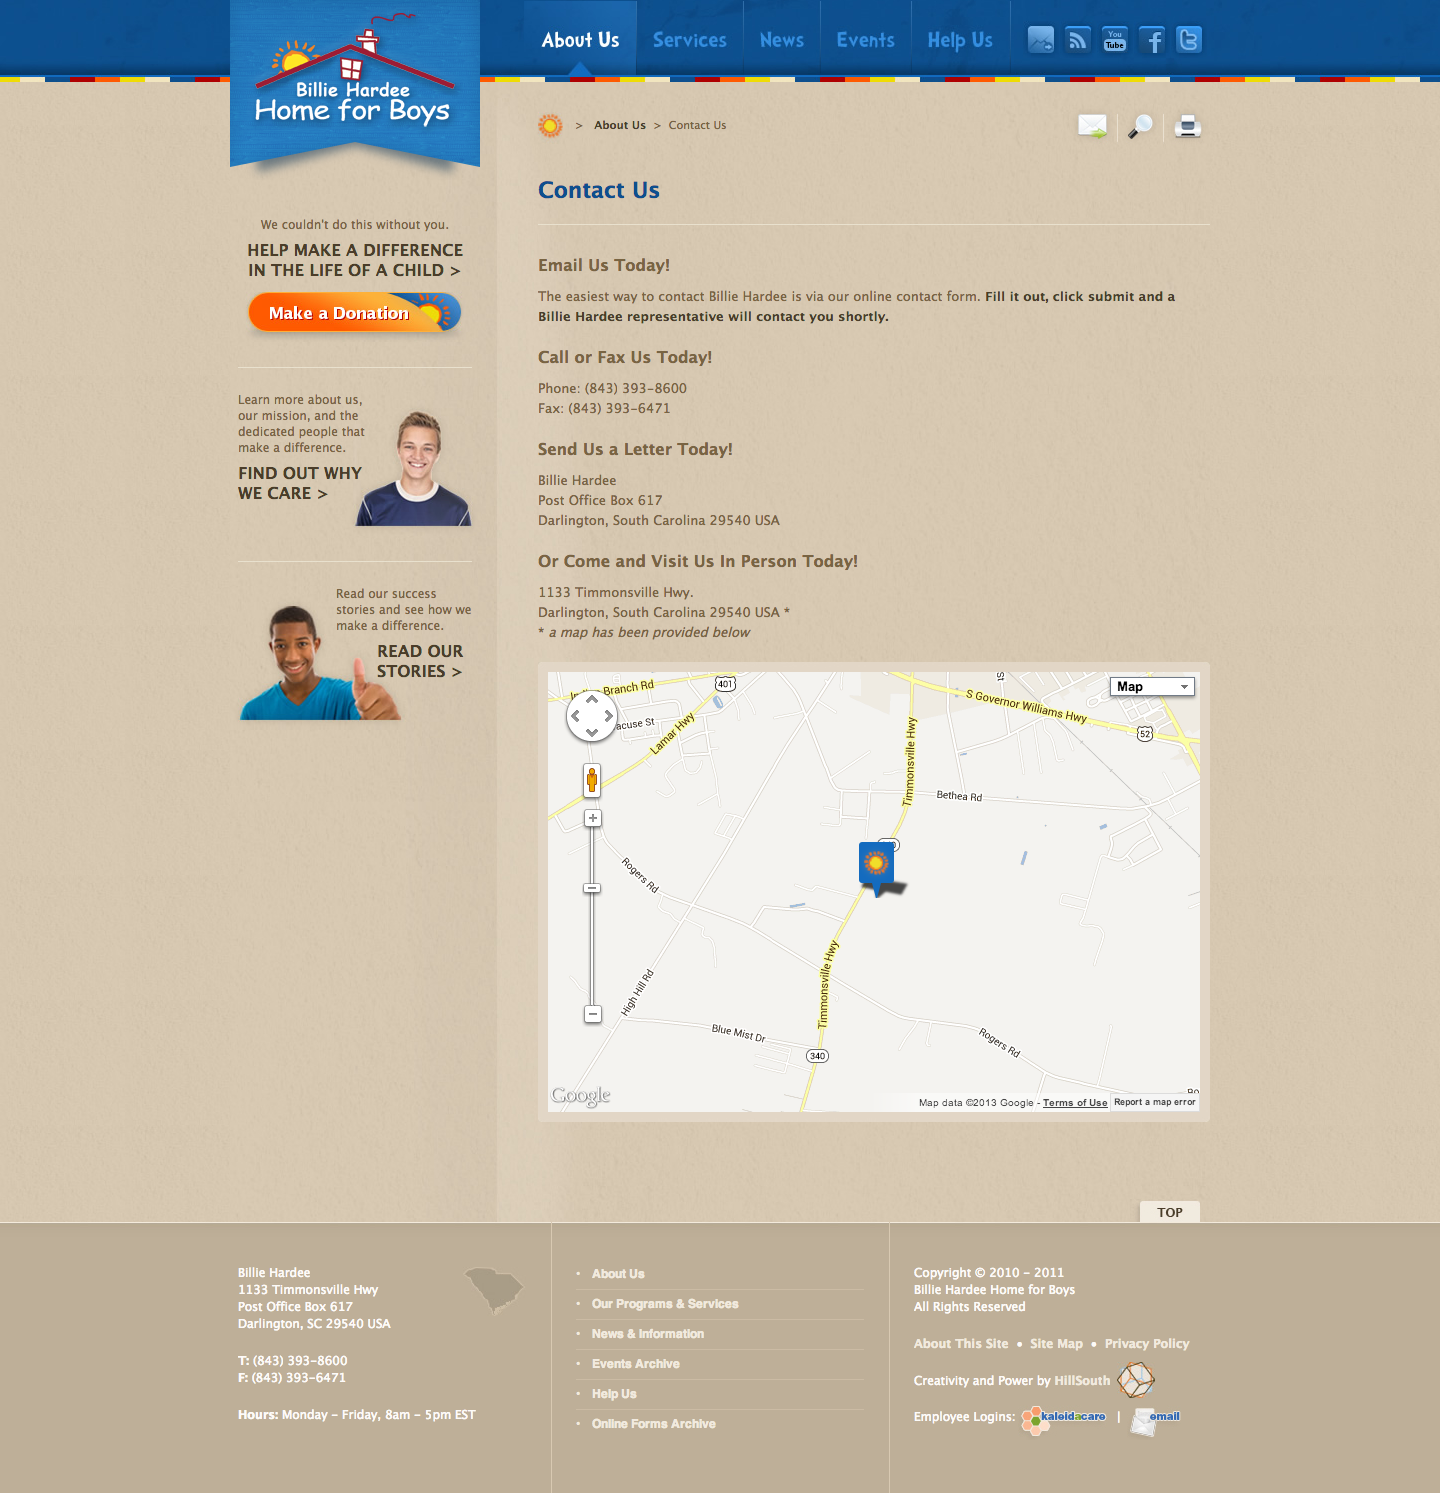 About Us
Services
News
Events
Help Us
You
Tube
Billie Hardee
Home for Boys
> About Us > Contact Us
Contact Us
We couldn't do this without you.
HELP MAKE A DIFFERENCE
IN THE LIFE OF A CHILD >
Make a Donation
Learn more about us,
our mission, and the
dedicated people that
make a difference.
FIND OUT WHY
WE CARE >
Read our success
stories and see how we
make a difference.
READ OUR
STORIES >
Email Us Today!
The easiest way to contact Billie Hardee is via our online contact form. Fill it out, click submit and a
Billie Hardee representative will contact you shortly.
Call or Fax Us Today!
Phone: (843) 393-8600
Fax: (843) 393-6471
Send Us a Letter Today!
Billie Hardee
Post Office Box 617
Darlington, South Carolina 29540 USA
Or Come and Visit Us In Person Today!
1133 Timmonsville Hwy.
Darlington, South Carolina 29540 USA *
* a map has been provided below
Branch Rd
401
St
Map
S Governor Williams Hwy
acuse St
Lamar Hwy
52
Timmonsville Hwy
Bethea Rd
Rogers Rd
High Hill Rd
Timmonsville Hwy
Blue Mist Dr
340
Rogers Rd
Google
Map data ©2013 Google - Terms of Use
Report a map error
TOP
Billie Hardee
1133 Timmonsville Hwy
Post Office Box 617
Darlington, SC 29540 USA
T: (843) 393-8600
F: (843) 393-6471
Hours: Monday - Friday, 8am - 5pm EST
• About Us
• Our Programs & Services
• News & Information
• Events Archive
• Help Us
• Online Forms Archive
Copyright © 2010 - 2011
Billie Hardee Home for Boys
All Rights Reserved
About This Site • Site Map • Privacy Policy
Creativity and Power by HillSouth
Employee Logins: kaleidacare | email